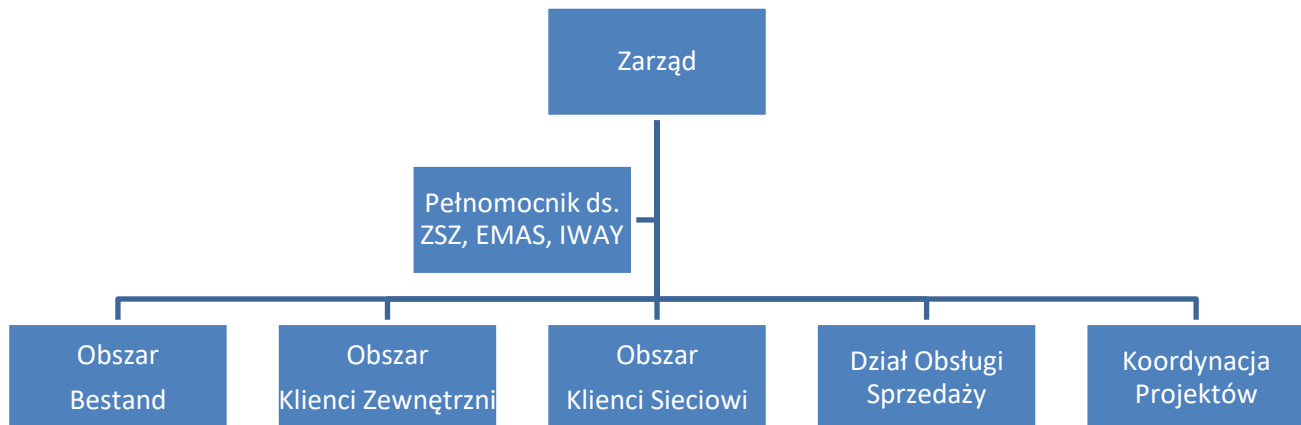 Zarząd
Pełnomocnik ds.
ZSZ, EMAS, IWAY
Obszar
Bestand
Obszar
Klienci Zewnętrzni
Obszar
Klienci Sieciowi
Dział Obsługi
Sprzedaży
Koordynacja
Projektów